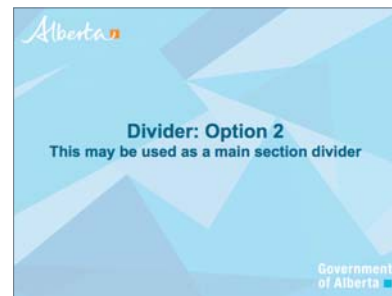 Alberta
Divider: Option 2
This may be used as a main section divider
Government
of Alberta